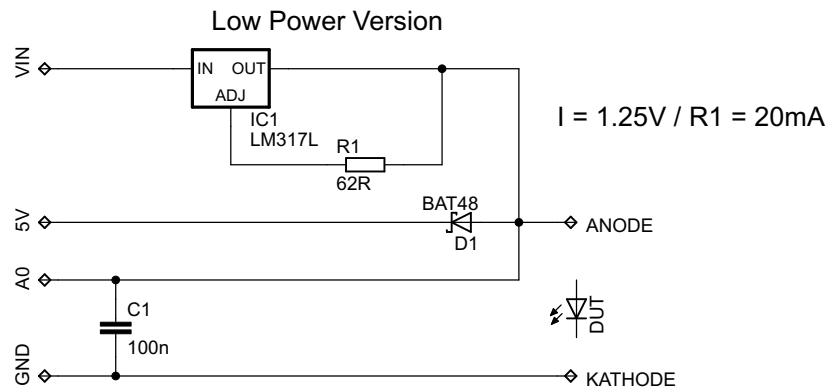 Low Power Version
VIN
IN OUT
ADJ
IC1
LM317L
I = 1.25V / R1 = 20mA
R1
62R
5V
BAT48
D1
ANODE
A0
C1
100n
DUT
GND
KATHODE